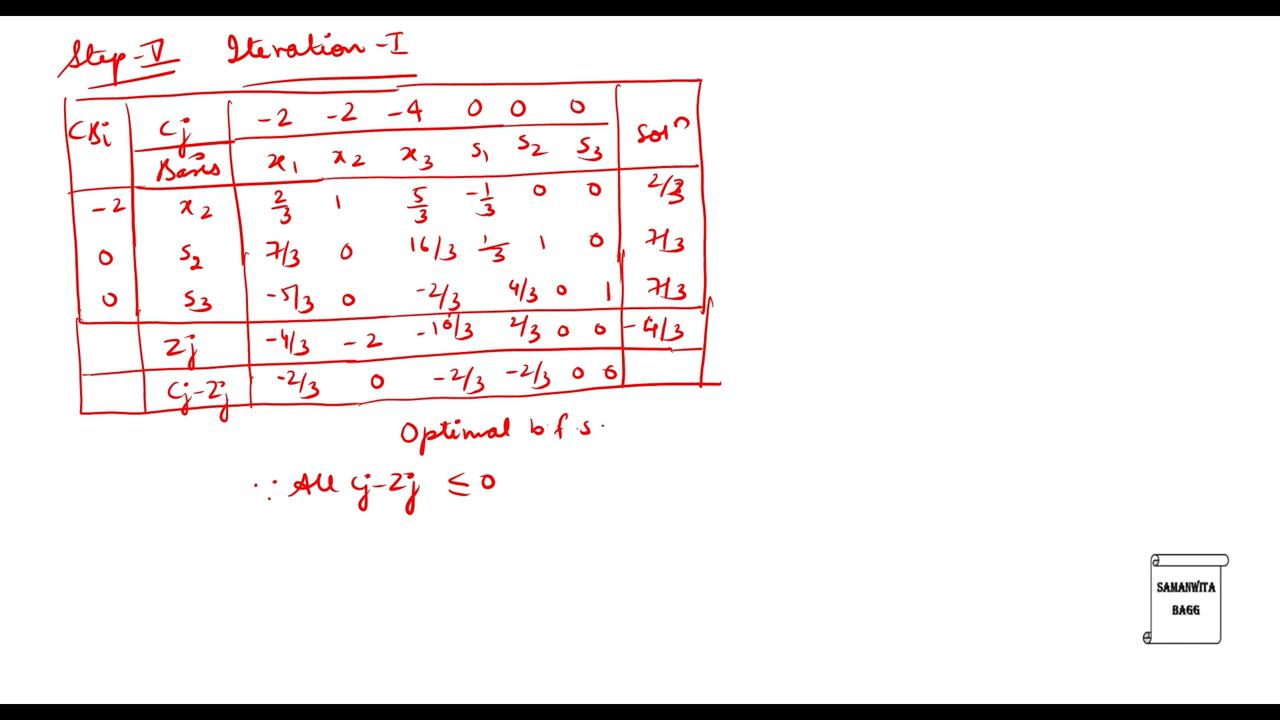 Step-V Iteration-I
CBi Cj -2 -2 -4 0 0 0 Solⁿ
Basis x1 x2 x3 s1 s2 s3
-2 x2 2/3 1 5/3 -1/3 0 0 2/3
0 s2 7/3 0 16/3 1/3 1 0 7/3
0 s3 -5/3 0 -2/3 4/3 0 1 7/3
Zj -4/3 -2 -10/3 2/3 0 0 -4/3
Cj-Zj -2/3 0 -2/3 -2/3 0 0
Optimal b.f.s.
∵ All Cj-Zj ≤ 0
SAMANWITA
BAGG